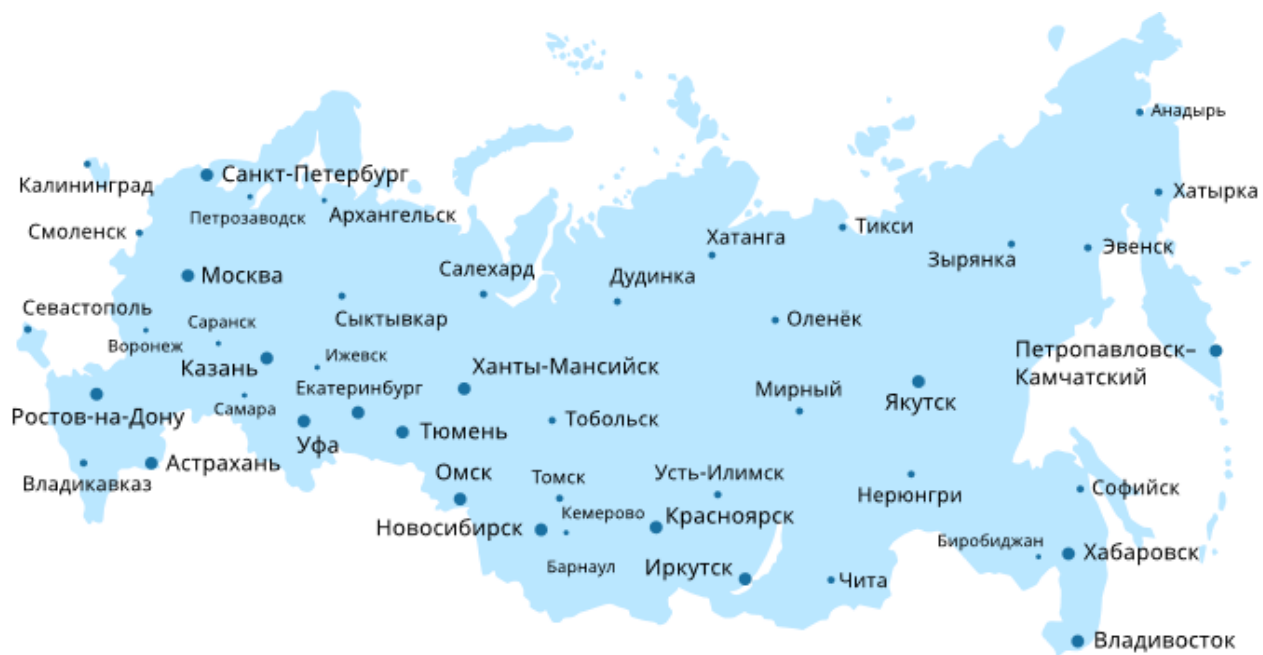 Анадырь
Санкт-Петербург
Калининград
Хатырка
Петрозаводск
Архангельск
Тикси
Смоленск
Хатанга
Эвенск
Зырянка
Москва
Салехард
Дудинка
Севастополь
Саранск
Сыктывкар
Оленёк
Воронеж
Ижевск
Петропавловск–
Камчатский
Казань
Ханты-Мансийск
Екатеринбург
Мирный
Якутск
Самара
Ростов-на-Дону
Тобольск
Тюмень
Уфа
Астрахань
Омск
Томск
Усть-Илимск
Владикавказ
Нерюнгри
Софийск
Кемерово
Красноярск
Новосибирск
Биробиджан
Хабаровск
Барнаул
Иркутск
Чита
Владивосток